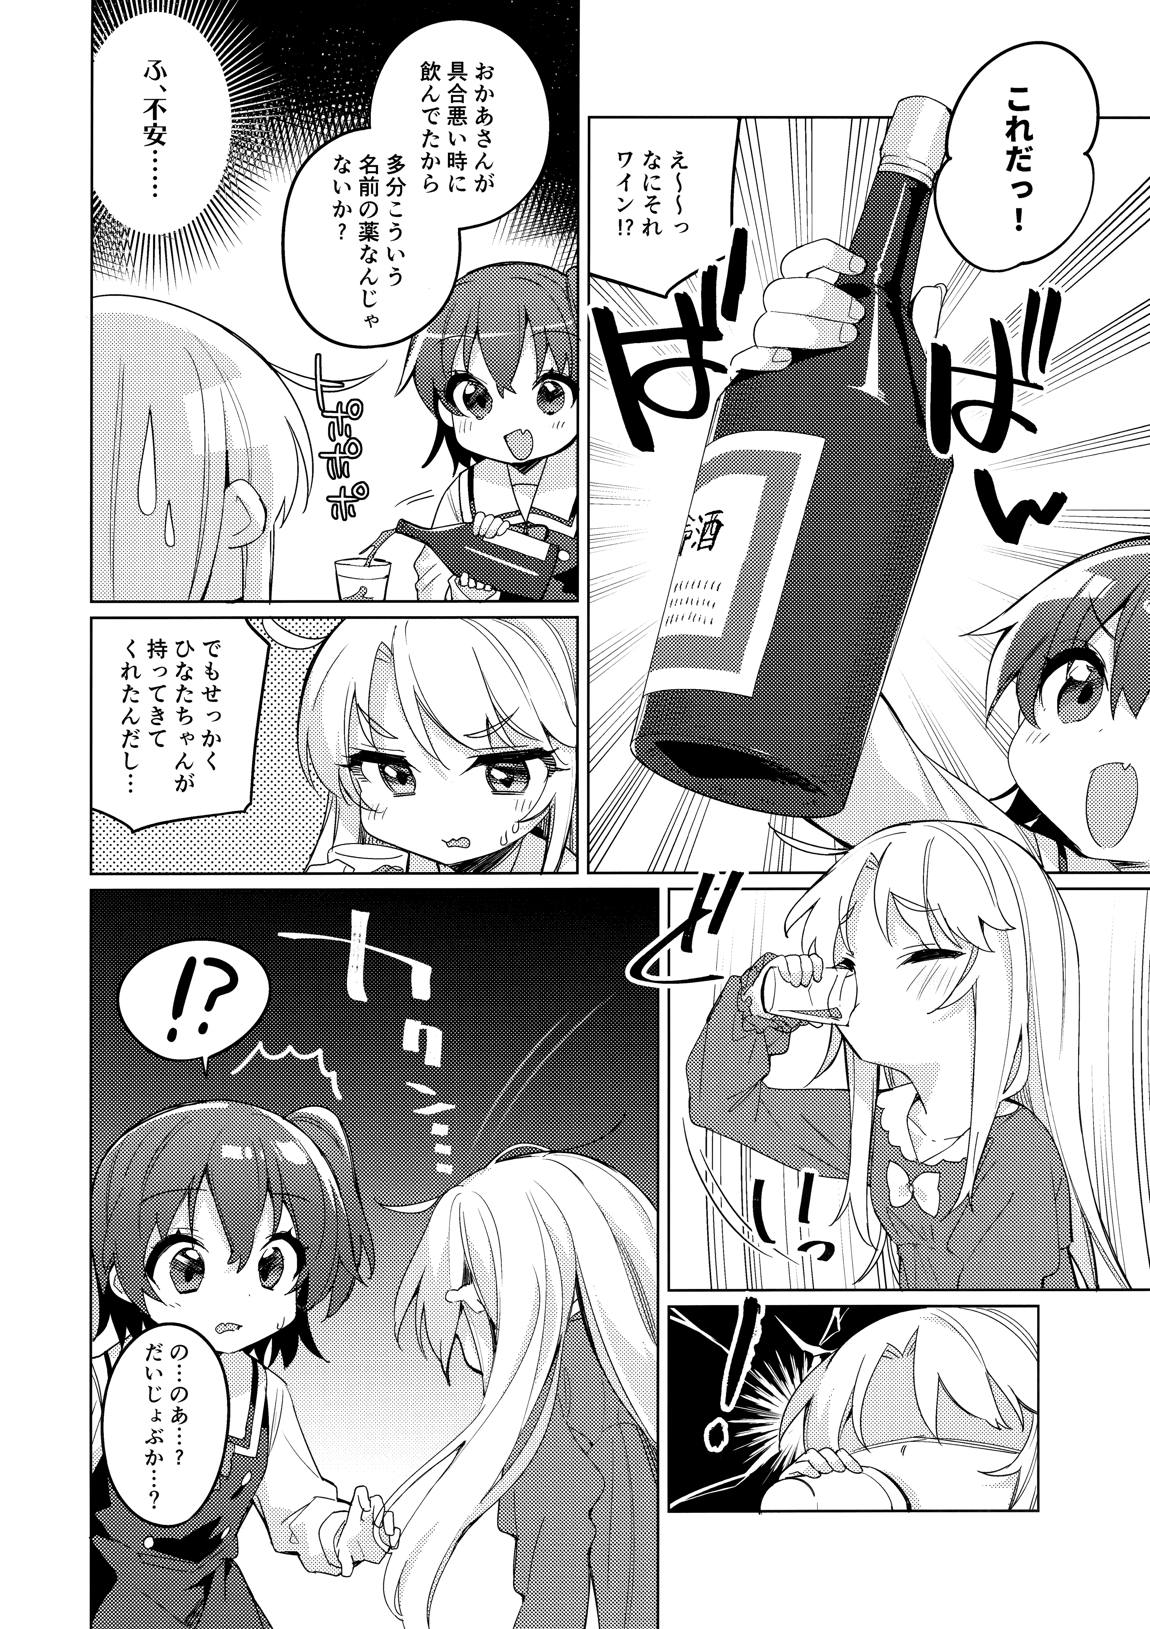 これだっ！
え～～っ
なにそれ
ワイン!?
ばばん
酒
おかあさんが
具合悪い時に
飲んでたから
多分こういう
名前の薬なんじゃ
ないか？
ふ、不安……
でもせっかく
ひなたちゃんが
持ってきて
くれたんだし…
！
!?
の…のあ…？
だいじょぶか…？